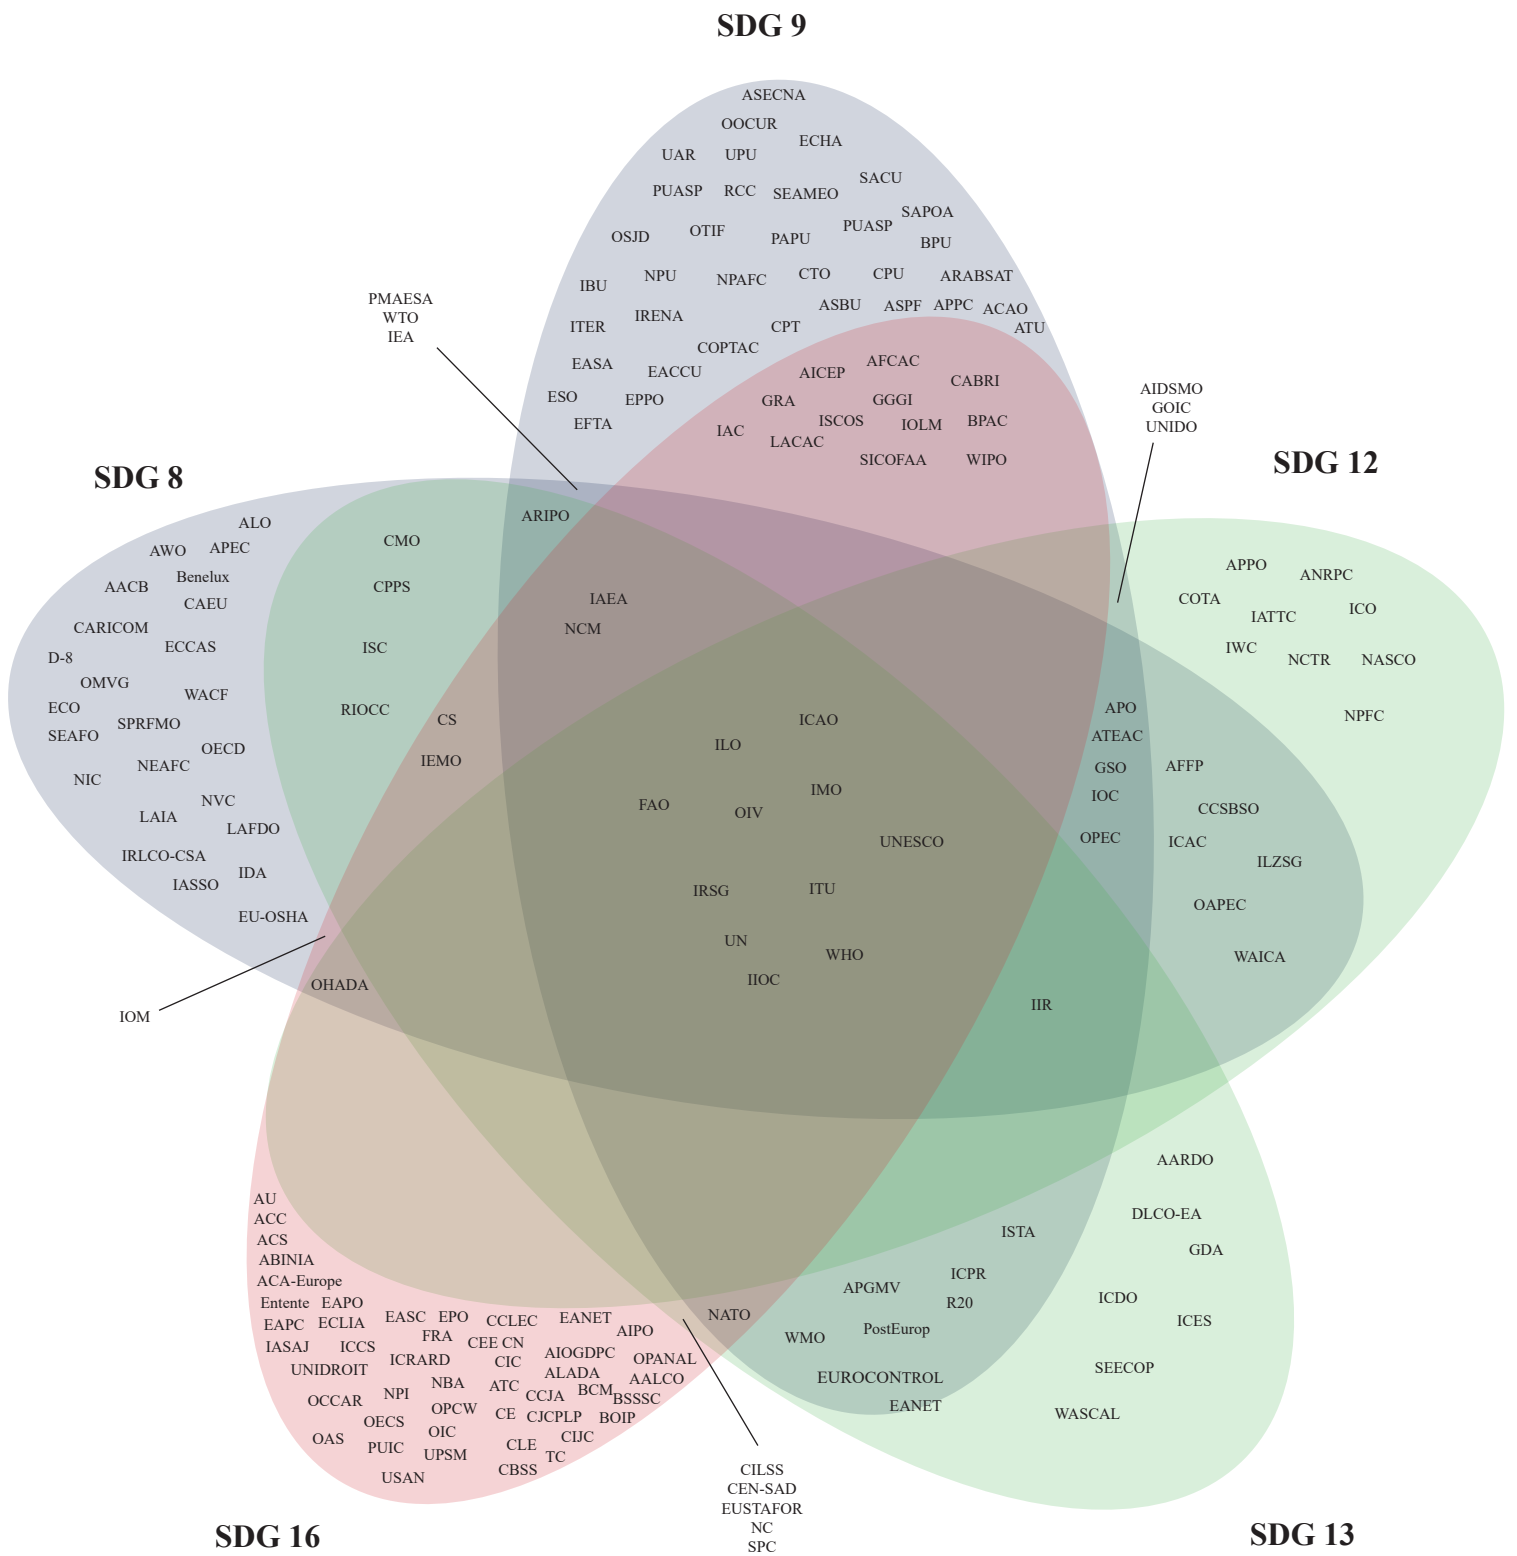 SDG 9
ASECNA
OOCUR
ECHA
UAR
UPU
SACU
PUASP
RCC
SEAMEO
SAPOA
PUASP
OTIF
OSJD
PAPU
BPU
IBU
NPU
NPAFC
CTO
CPU
ARABSAT
ASBU
ASPF
APPC
ACAO
ITER
IRENA
CPT
ATU
COPTAC
EASA
EACCU
ESO
EPPO
EFTA
AFCAC
AICEP
CABRI
GRA
GGGI
ISCOS
IOLM
BPAC
IAC
LACAC
SICOFAA
WIPO
PMAESA
WTO
IEA
AIDSMO
GOIC
UNIDO
SDG 8
ALO
AWO
APEC
Benelux
AACB
CAEU
CARICOM
ECCAS
D-8
OMVG
WACF
ECO
SPRFMO
SEAFO
OECD
NEAFC
NIC
NVC
LAIA
LAFDO
IRLCO-CSA
IDA
IASSO
EU-OSHA
CMO
CPPS
ISC
RIOCC
CS
IEMO
ARIPO
IAEA
NCM
SDG 12
APPO
ANRPC
COTA
ICO
IATTC
IWC
NCTR
NASCO
NPFC
APO
ATEAC
GSO
AFFP
IOC
CCSBSO
OPEC
ICAC
ILZSG
OAPEC
WAICA
ICAO
ILO
IMO
FAO
OIV
UNESCO
IRSG
ITU
UN
WHO
IIOC
IIR
OHADA
IOM
AARDO
DLCO-EA
GDA
ICDO
ICES
SEECOP
WASCAL
ISTA
APGMV
ICPR
R20
PostEurop
WMO
EUROCONTROL
EANET
NATO
AU
ACC
ACS
ABINIA
ACA-Europe
Entente
EAPO
EAPC
ECLIA
EASC
EPO
CCLEC
EANET
AIPO
IASAJ
ICCS
FRA
CEE CN
UNIDROIT
ICRARD
CIC
AIOGDPC
OPANAL
ALADA
AALCO
NBA
ATC
OCCAR
NPI
CCJA
BCM
BSSSC
OPCW
CE
CJCPLP
BOIP
OECS
OAS
OIC
CIJC
PUIC
UPSM
CLE
TC
USAN
CBSS
CILSS
CEN-SAD
EUSTAFOR
NC
SPC
SDG 16
SDG 13